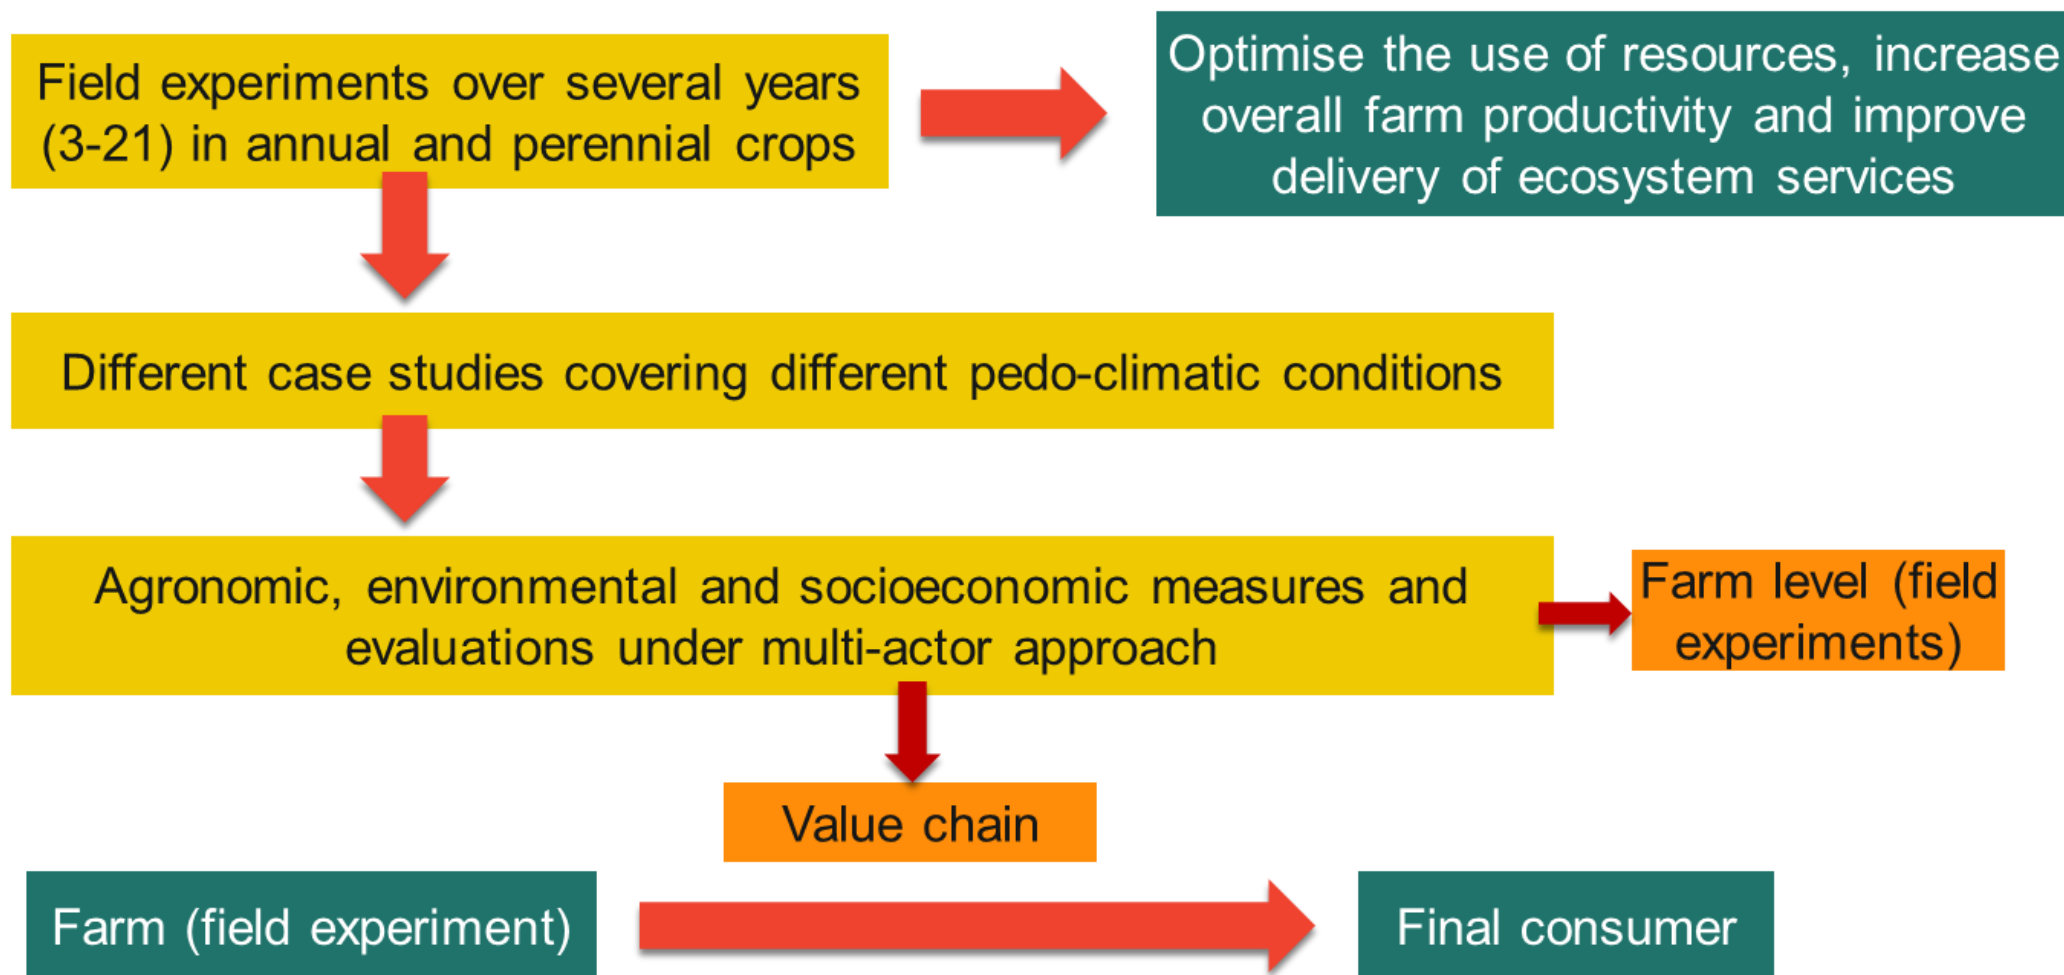 Field experiments over several years
(3-21) in annual and perennial crops
Optimise the use of resources, increase
overall farm productivity and improve
delivery of ecosystem services
Different case studies covering different pedo-climatic conditions
Agronomic, environmental and socioeconomic measures and
evaluations under multi-actor approach
Farm level (field
experiments)
Value chain
Farm (field experiment)
Final consumer